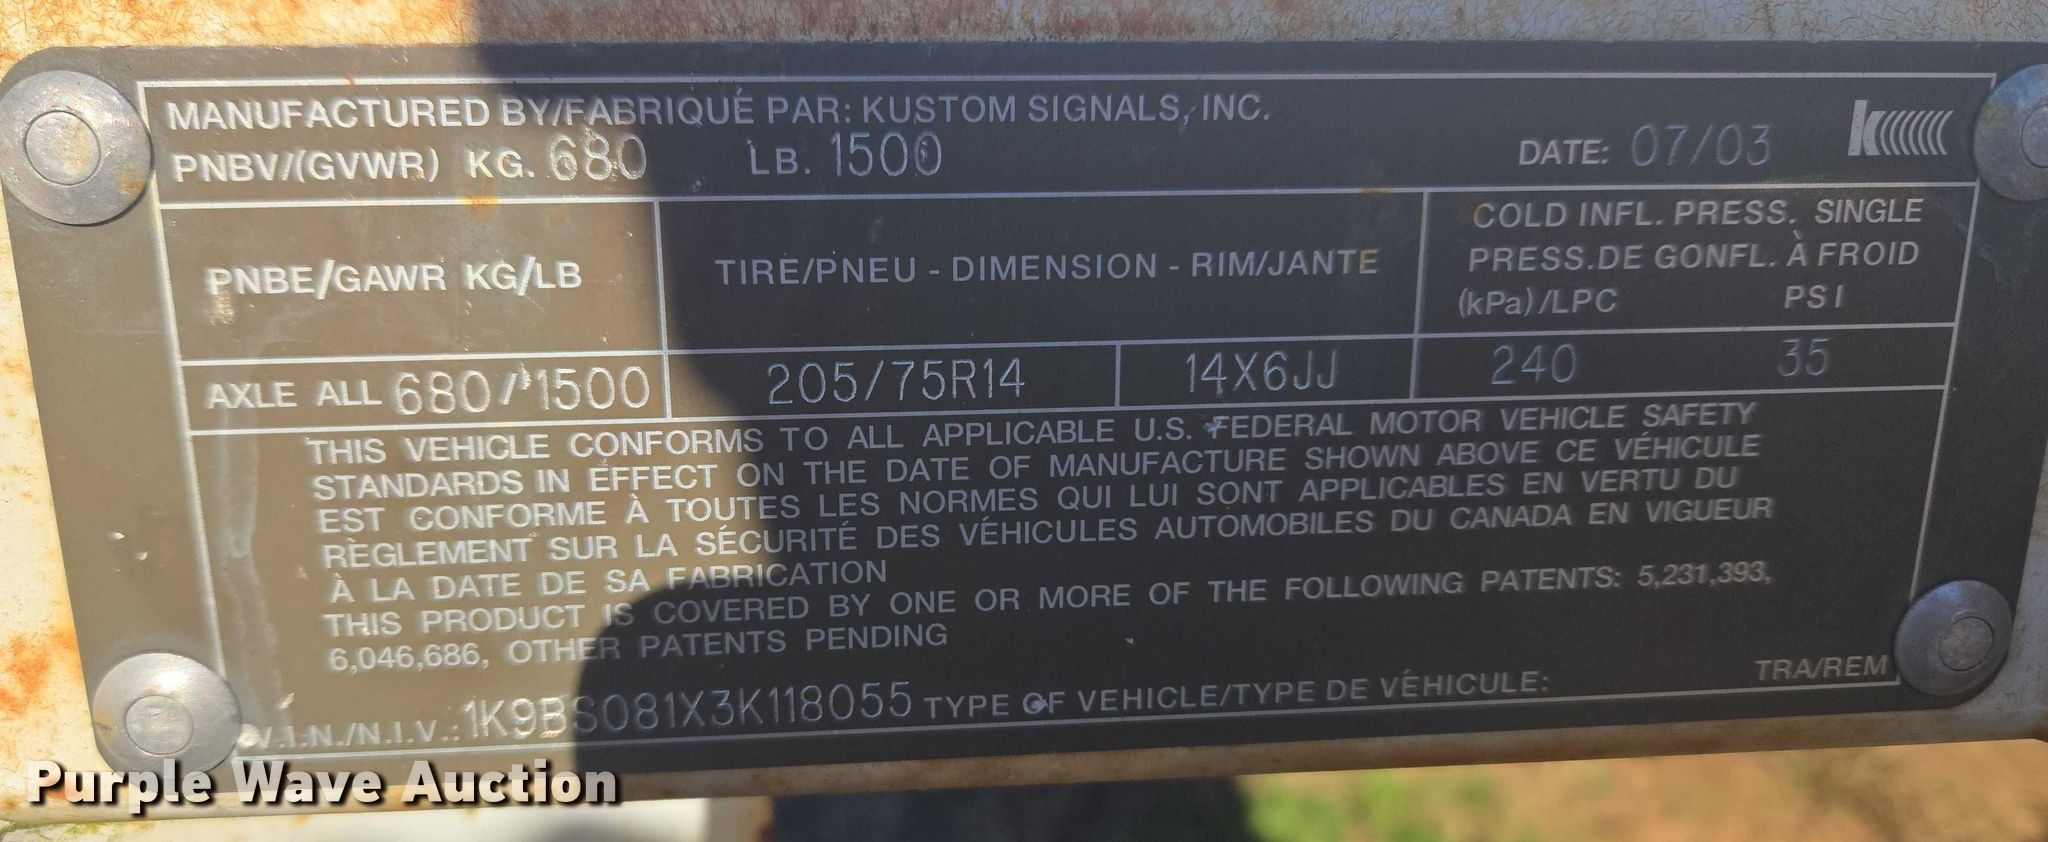 MANUFACTURED BY/FABRIQUÉ PAR: KUSTOM SIGNALS, INC.
PNBV/(GVWR) KG. 680 LB. 1500 DATE: 07/03
PNBE/GAWR KG/LB
TIRE/PNEU - DIMENSION - RIM/JANTE
COLD INFL. PRESS. SINGLE
PRESS.DE GONFL. À FROID
(kPa)/LPC PSI
AXLE ALL 680/1500 205/75R14 14X6JJ 240 35
THIS VEHICLE CONFORMS TO ALL APPLICABLE U.S. FEDERAL MOTOR VEHICLE SAFETY
STANDARDS IN EFFECT ON THE DATE OF MANUFACTURE SHOWN ABOVE CE VÉHICULE
EST CONFORME À TOUTES LES NORMES QUI LUI SONT APPLICABLES EN VERTU DU
RÈGLEMENT SUR LA SÉCURITÉ DES VÉHICULES AUTOMOBILES DU CANADA EN VIGUEUR
À LA DATE DE SA FABRICATION
THIS PRODUCT IS COVERED BY ONE OR MORE OF THE FOLLOWING PATENTS: 5,231,393,
6,046,686, OTHER PATENTS PENDING
V.I.N./N.I.V.: 1K9BS081X3K118055 TYPE OF VEHICLE/TYPE DE VÉHICULE: TRA/REM
Purple Wave Auction